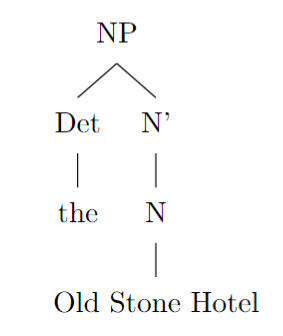 NP
Det N’
the N
Old Stone Hotel